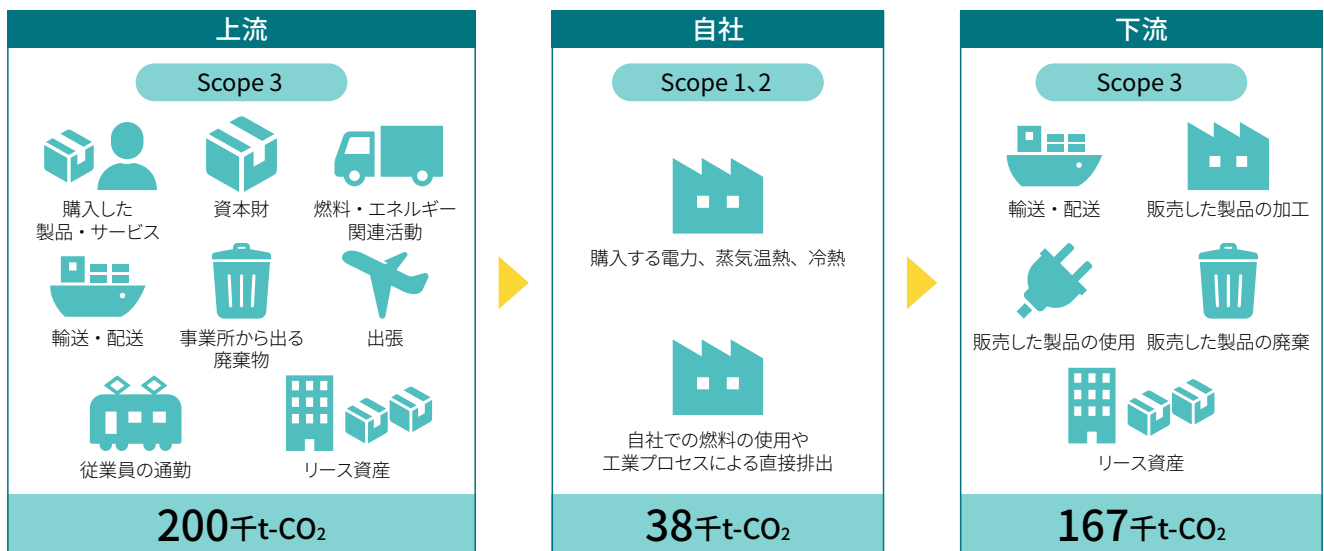 上流
Scope 3
購入した
製品・サービス
資本財
燃料・エネルギー
関連活動
輸送・配送
事業所から出る
廃棄物
出張
従業員の通勤
リース資産
200千t-CO₂
自社
Scope 1、2
購入する電力、蒸気温熱、冷熱
自社での燃料の使用や
工業プロセスによる直接排出
38千t-CO₂
下流
Scope 3
輸送・配送
販売した製品の加工
販売した製品の使用
販売した製品の廃棄
リース資産
167千t-CO₂